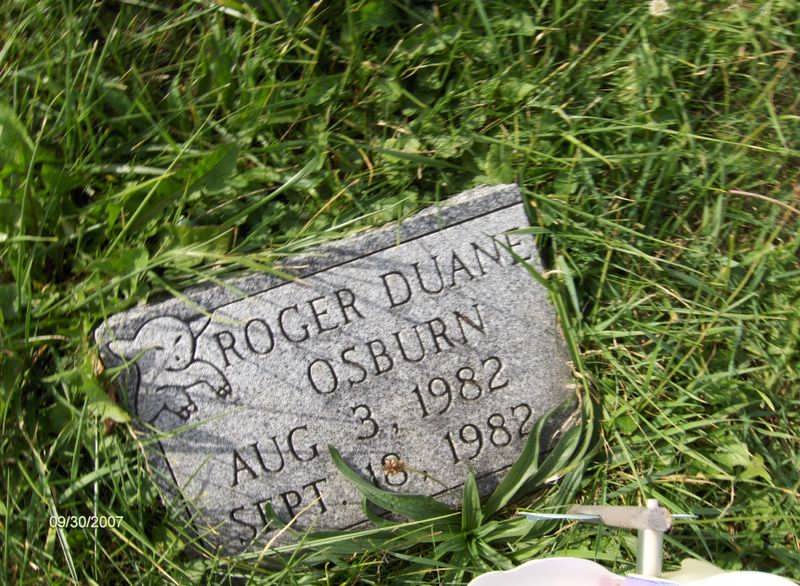 ROGER DUANE
OSBURN
AUG 3, 1982
SEPT. 18, 1982
09/30/2007